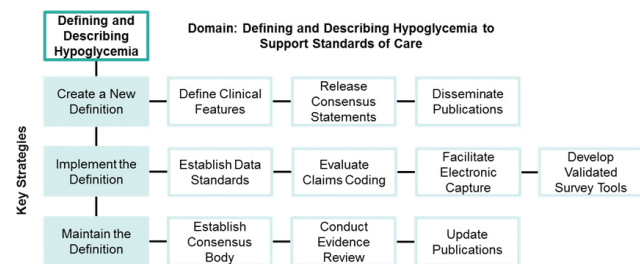 Defining and
Describing
Hypoglycemia
Domain: Defining and Describing Hypoglycemia to
Support Standards of Care
Key Strategies
Create a New
Definition
Define Clinical
Features
Release
Consensus
Statements
Disseminate
Publications
Implement the
Definition
Establish Data
Standards
Evaluate
Claims Coding
Facilitate
Electronic
Capture
Develop
Validated
Survey Tools
Maintain the
Definition
Establish
Consensus
Body
Conduct
Evidence
Review
Update
Publications